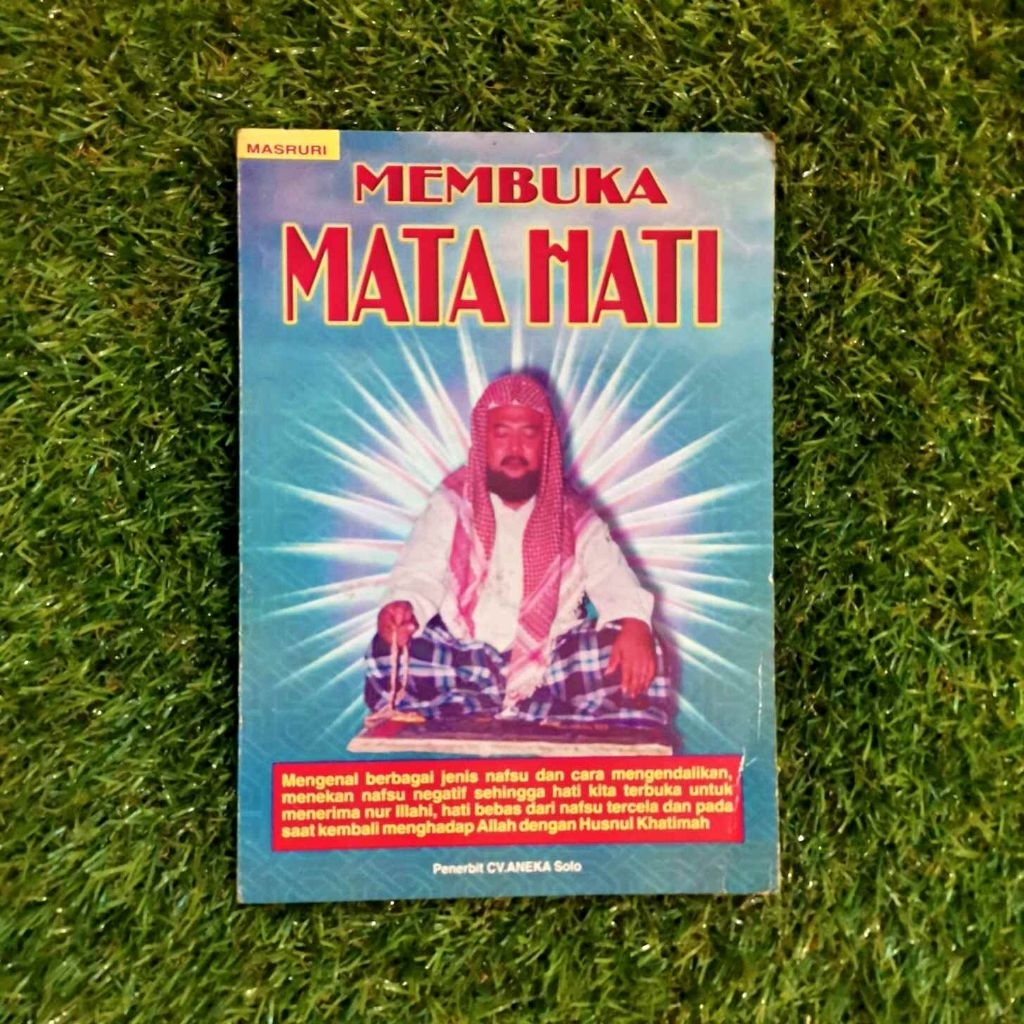 MASRURI
MEMBUKA
MATA HATI
Mengenal berbagai jenis nafsu dan cara mengendalikan,
menekan nafsu negatif sehingga hati kita terbuka untuk
menerima nur Illahi, hati bebas dari nafsu tercela dan pada
saat kembali menghadap Allah dengan Husnul Khatimah
Penerbit CV.ANEKA Solo